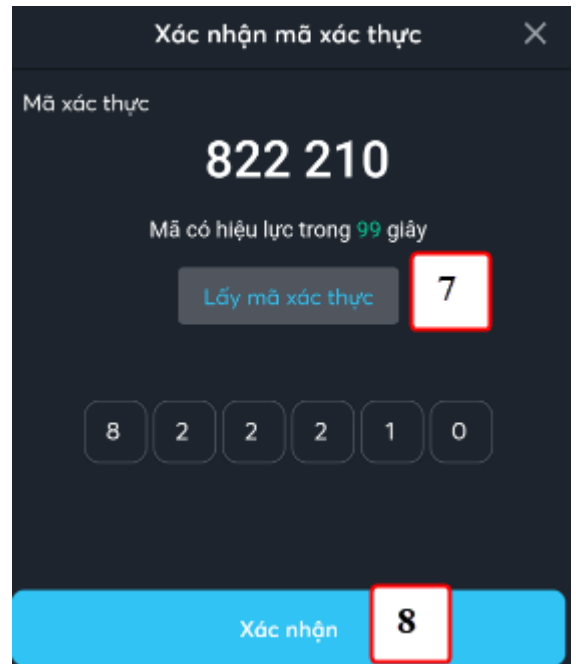 Xác nhận mã xác thực
Mã xác thực
822 210
Mã có hiệu lực trong 99 giây
Lấy mã xác thực 7
8 2 2 2 1 0
Xác nhận 8